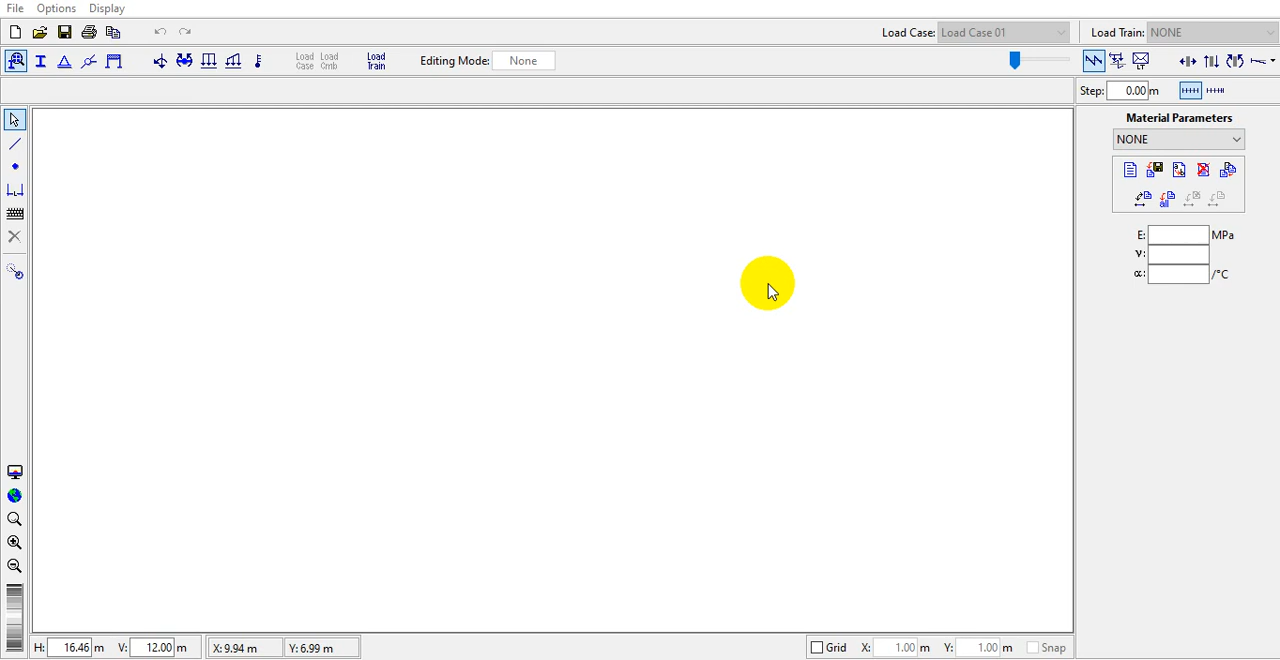 File Options Display
Load Case: Load Case 01 Load Train: NONE
Load Case Load Cmb Load Train Editing Mode: None
Step: 0.00 m
Material Parameters
NONE
E: MPa
ν:
α: /°C
H: 16.46 m V: 12.00 m X: 9.94 m Y: 6.99 m Grid X: 1.00 m Y: 1.00 m Snap